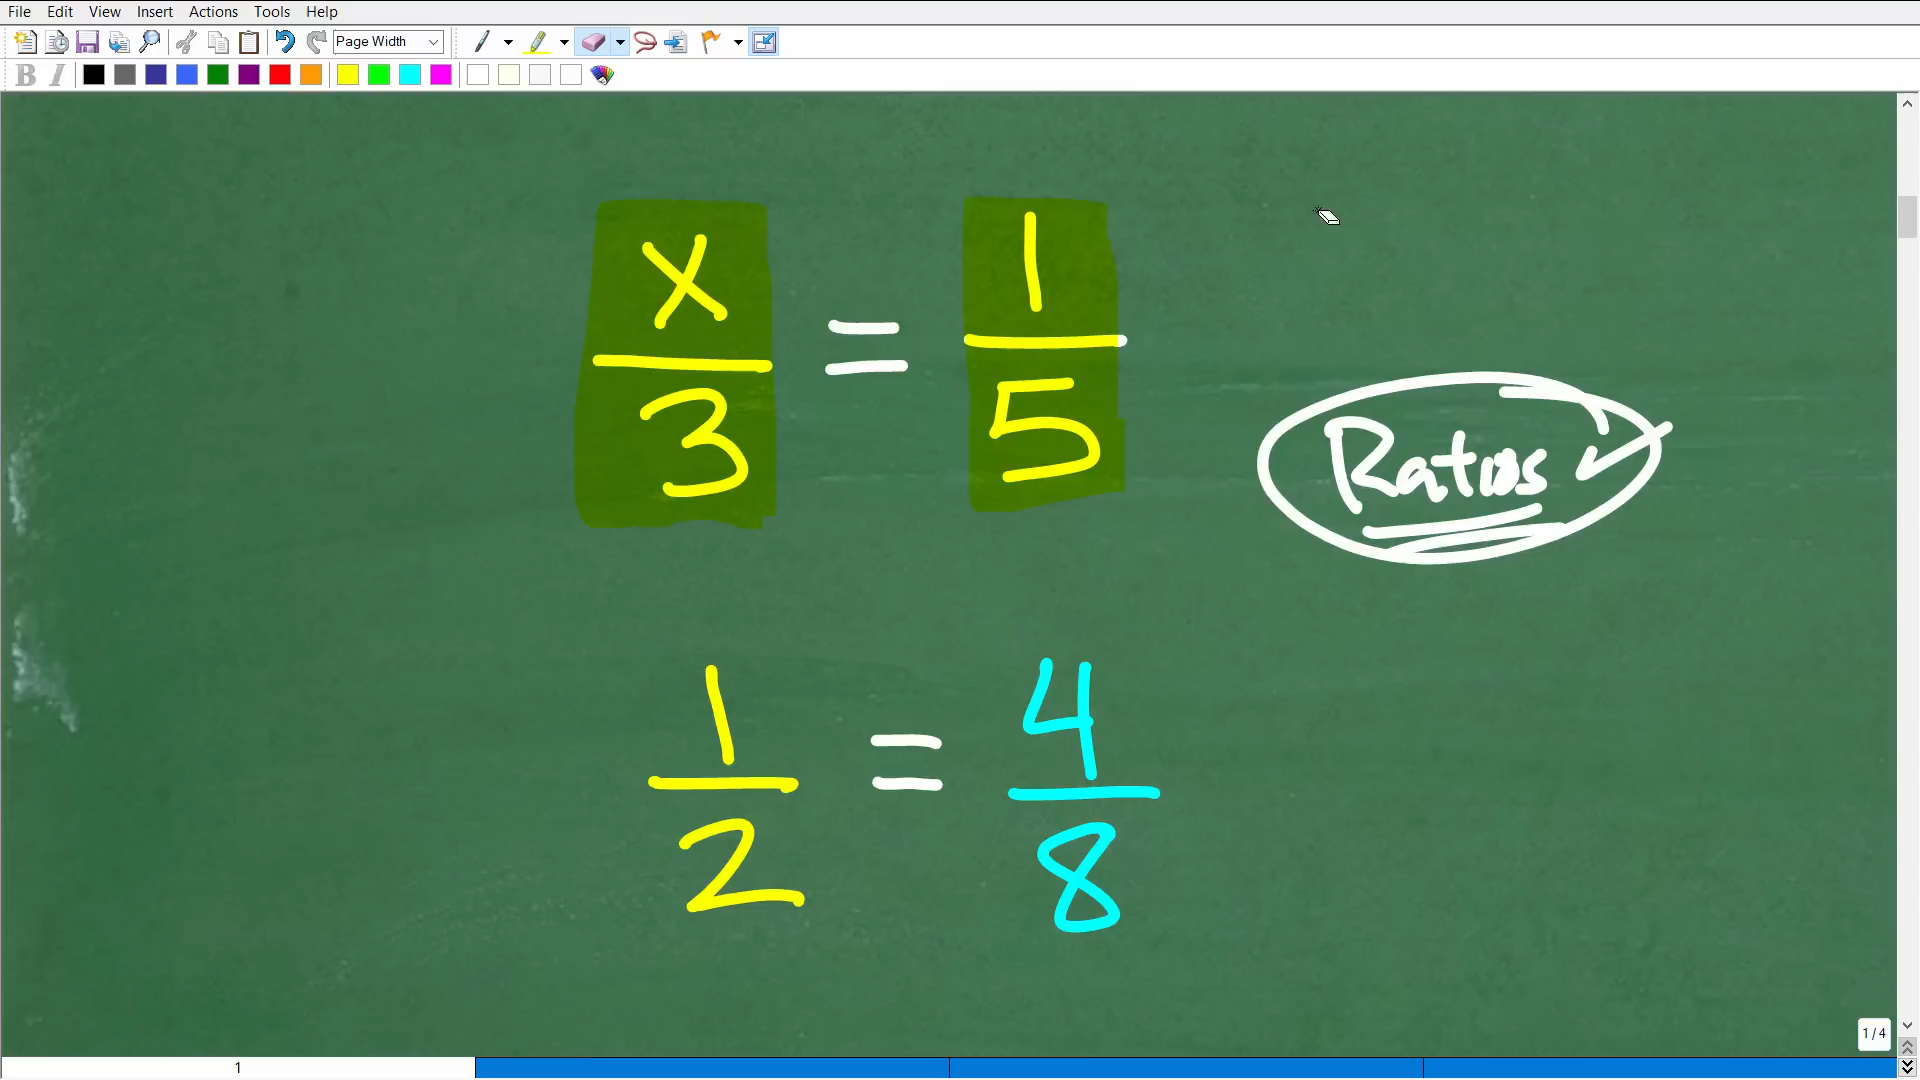 File Edit View Insert Actions Tools Help
Page Width
B I
x/3 = 1/5
Ratios
1/2 = 4/8
1/4
1